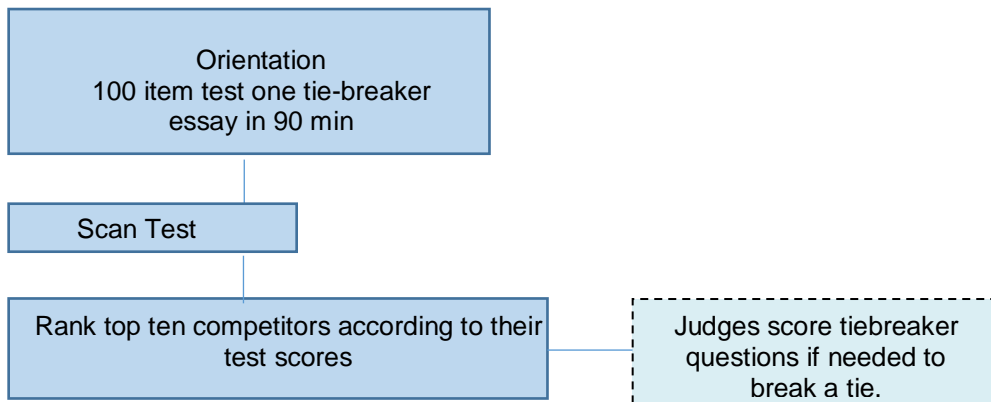 Orientation
100 item test one tie-breaker
essay in 90 min
Scan Test
Rank top ten competitors according to their
test scores
Judges score tiebreaker
questions if needed to
break a tie.